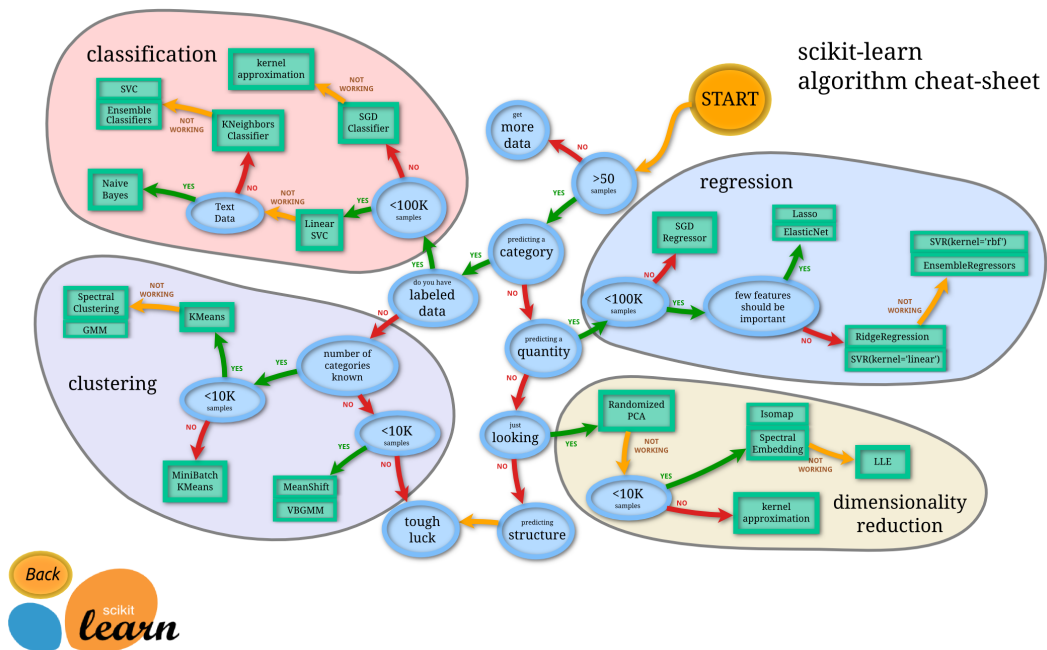 scikit-learn
algorithm cheat-sheet
START
get
more
data
NO
>50
samples
YES
predicting a
category
YES
NO
do you have
labeled
data
YES
NO
predicting a
quantity
YES
NO
just
looking
YES
NO
predicting
structure
tough
luck
classification
kernel
approximation
NOT
WORKING
SGD
Classifier
NO
<100K
samples
YES
Linear
SVC
NOT
WORKING
Text
Data
YES
NO
Naive
Bayes
KNeighbors
Classifier
NOT
WORKING
SVC
Ensemble
Classifiers
regression
<100K
samples
NO
YES
SGD
Regressor
few features
should be
important
YES
NO
Lasso
ElasticNet
RidgeRegression
SVR(kernel='linear')
NOT
WORKING
SVR(kernel='rbf')
EnsembleRegressors
clustering
number of
categories
known
YES
NO
<10K
samples
YES
NO
KMeans
NOT
WORKING
Spectral
Clustering
GMM
MiniBatch
KMeans
<10K
samples
YES
NO
MeanShift
VBGMM
dimensionality
reduction
Randomized
PCA
NOT
WORKING
<10K
samples
YES
NO
Isomap
Spectral
Embedding
NOT
WORKING
LLE
kernel
approximation
Back
scikit
learn